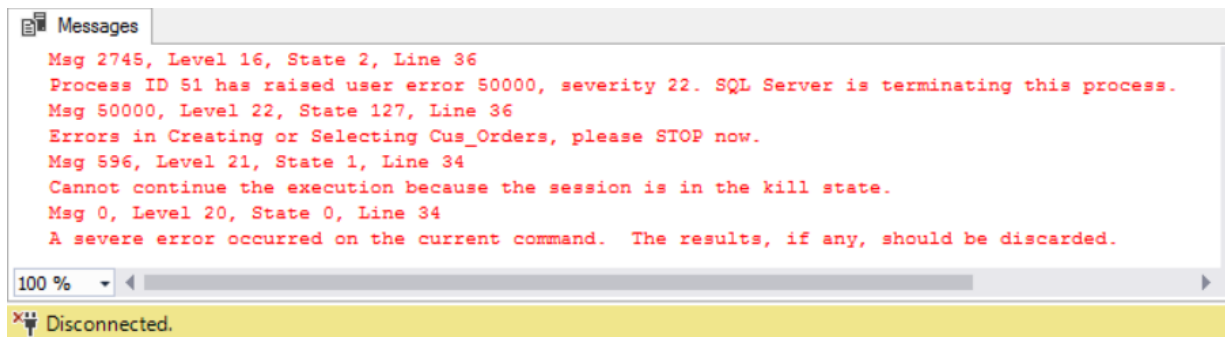 Messages
Msg 2745, Level 16, State 2, Line 36
Process ID 51 has raised user error 50000, severity 22. SQL Server is terminating this process.
Msg 50000, Level 22, State 127, Line 36
Errors in Creating or Selecting Cus_Orders, please STOP now.
Msg 596, Level 21, State 1, Line 34
Cannot continue the execution because the session is in the kill state.
Msg 0, Level 20, State 0, Line 34
A severe error occurred on the current command.  The results, if any, should be discarded.
100 %
Disconnected.